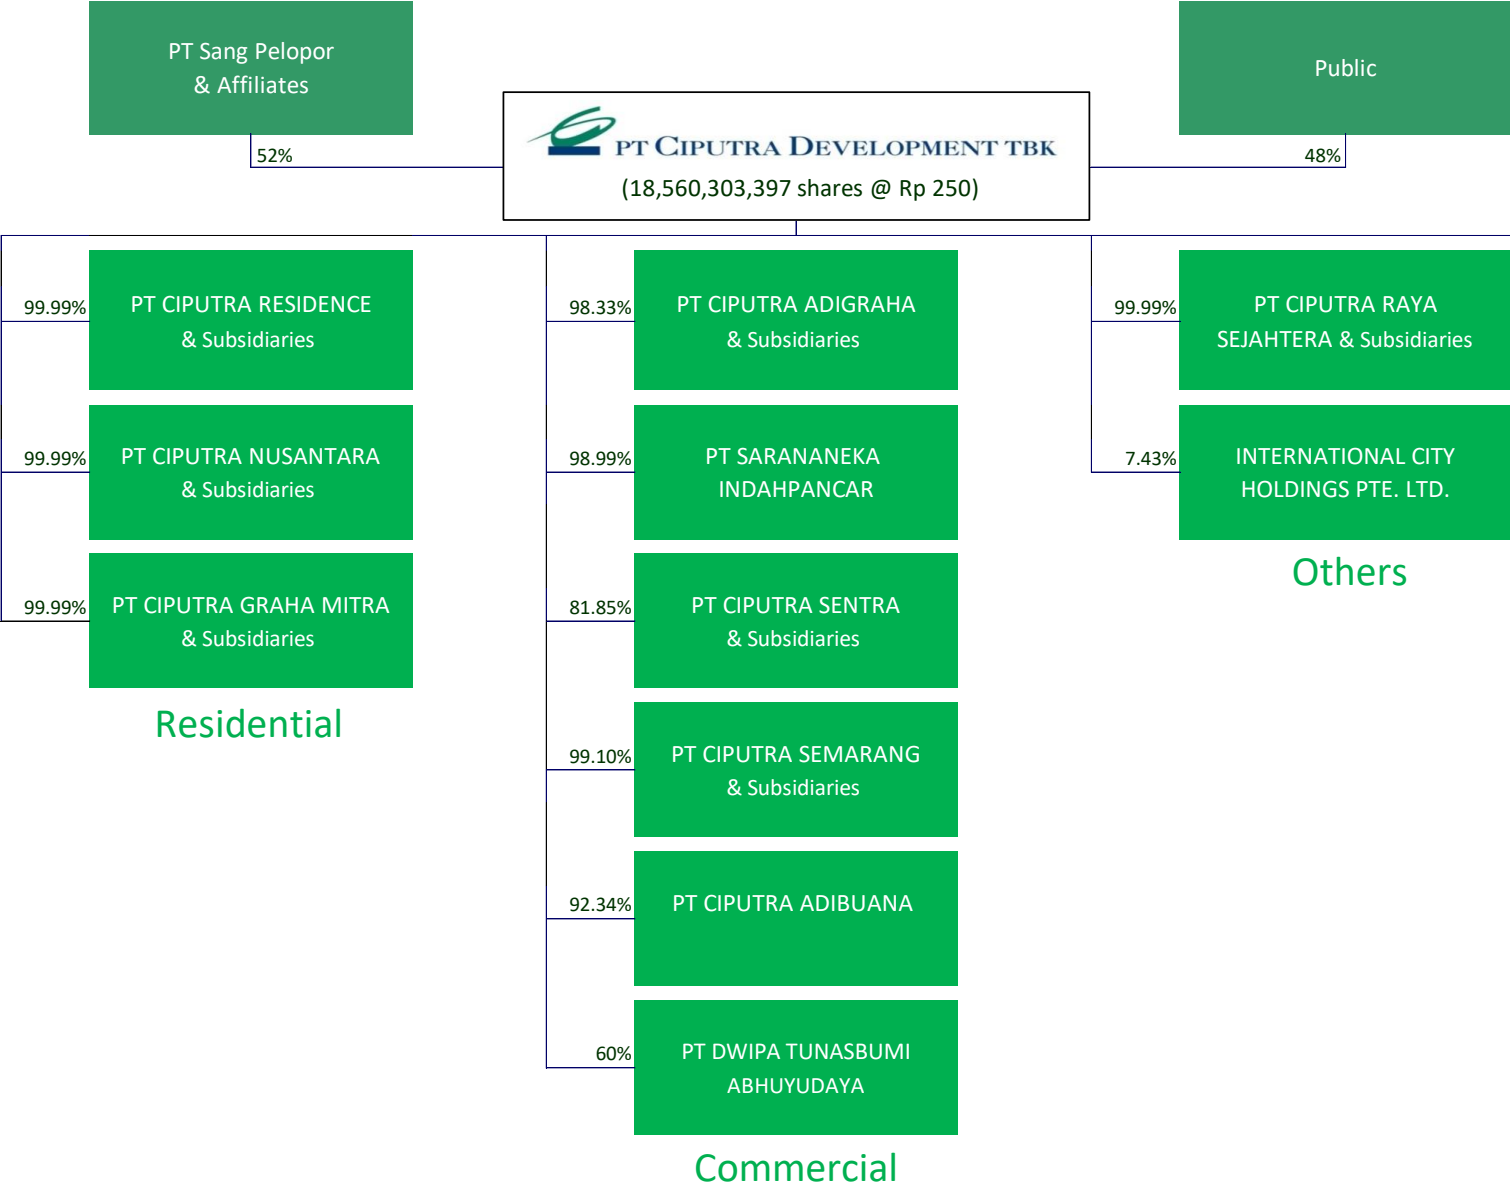 PT Sang Pelopor
& Affiliates
Public
52%
PT CIPUTRA DEVELOPMENT TBK
(18,560,303,397 shares @ Rp 250)
48%
99.99%
PT CIPUTRA RESIDENCE
& Subsidiaries
99.99%
PT CIPUTRA NUSANTARA
& Subsidiaries
99.99%
PT CIPUTRA GRAHA MITRA
& Subsidiaries
Residential
98.33%
PT CIPUTRA ADIGRAHA
& Subsidiaries
98.99%
PT SARANANEKA
INDAHPANCAR
81.85%
PT CIPUTRA SENTRA
& Subsidiaries
99.10%
PT CIPUTRA SEMARANG
& Subsidiaries
92.34%
PT CIPUTRA ADIBUANA
60%
PT DWIPA TUNASBUMI
ABHUYUDAYA
Commercial
99.99%
PT CIPUTRA RAYA
SEJAHTERA & Subsidiaries
7.43%
INTERNATIONAL CITY
HOLDINGS PTE. LTD.
Others